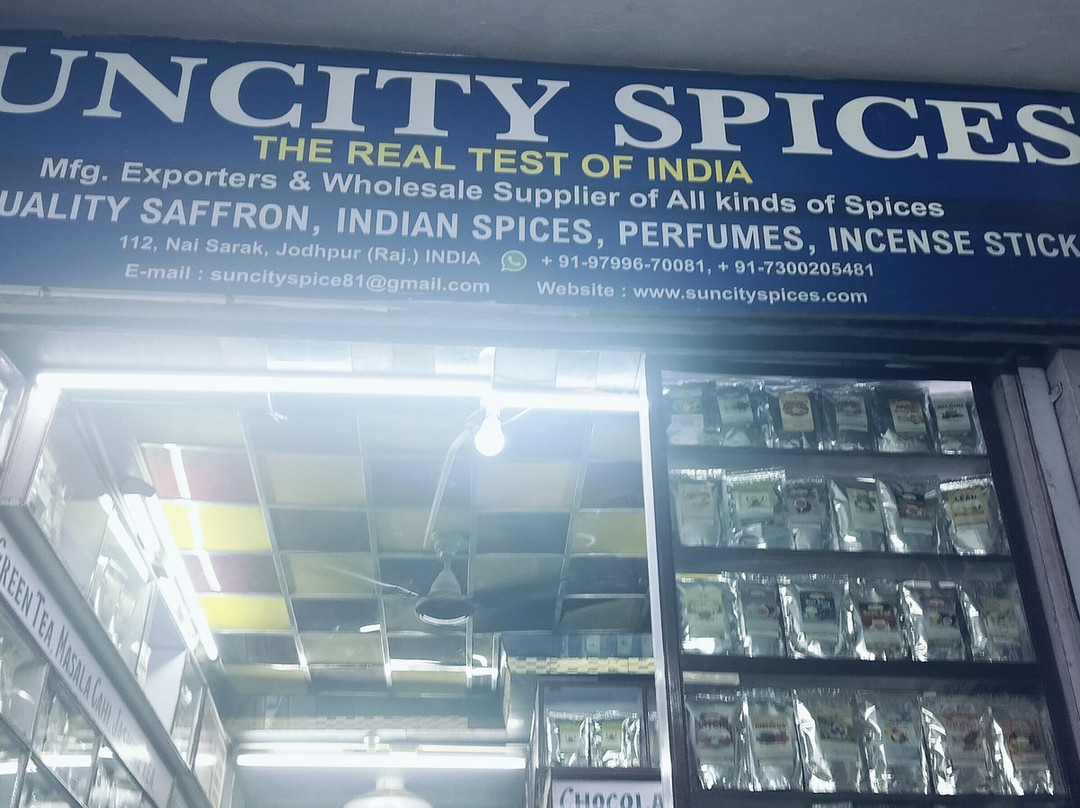 UNCITY SPICES
THE REAL TEST OF INDIA
Mfg. Exporters & Wholesale Supplier of All kinds of Spices
UALITY SAFFRON, INDIAN SPICES, PERFUMES, INCENSE STICK
112, Nai Sarak, Jodhpur (Raj.) INDIA + 91-97996-70081, + 91-7300205481
E-mail : suncityspice81@gmail.com Website : www.suncityspices.com
GREEN TEA, MASALA CAHI,
CHOCOLA